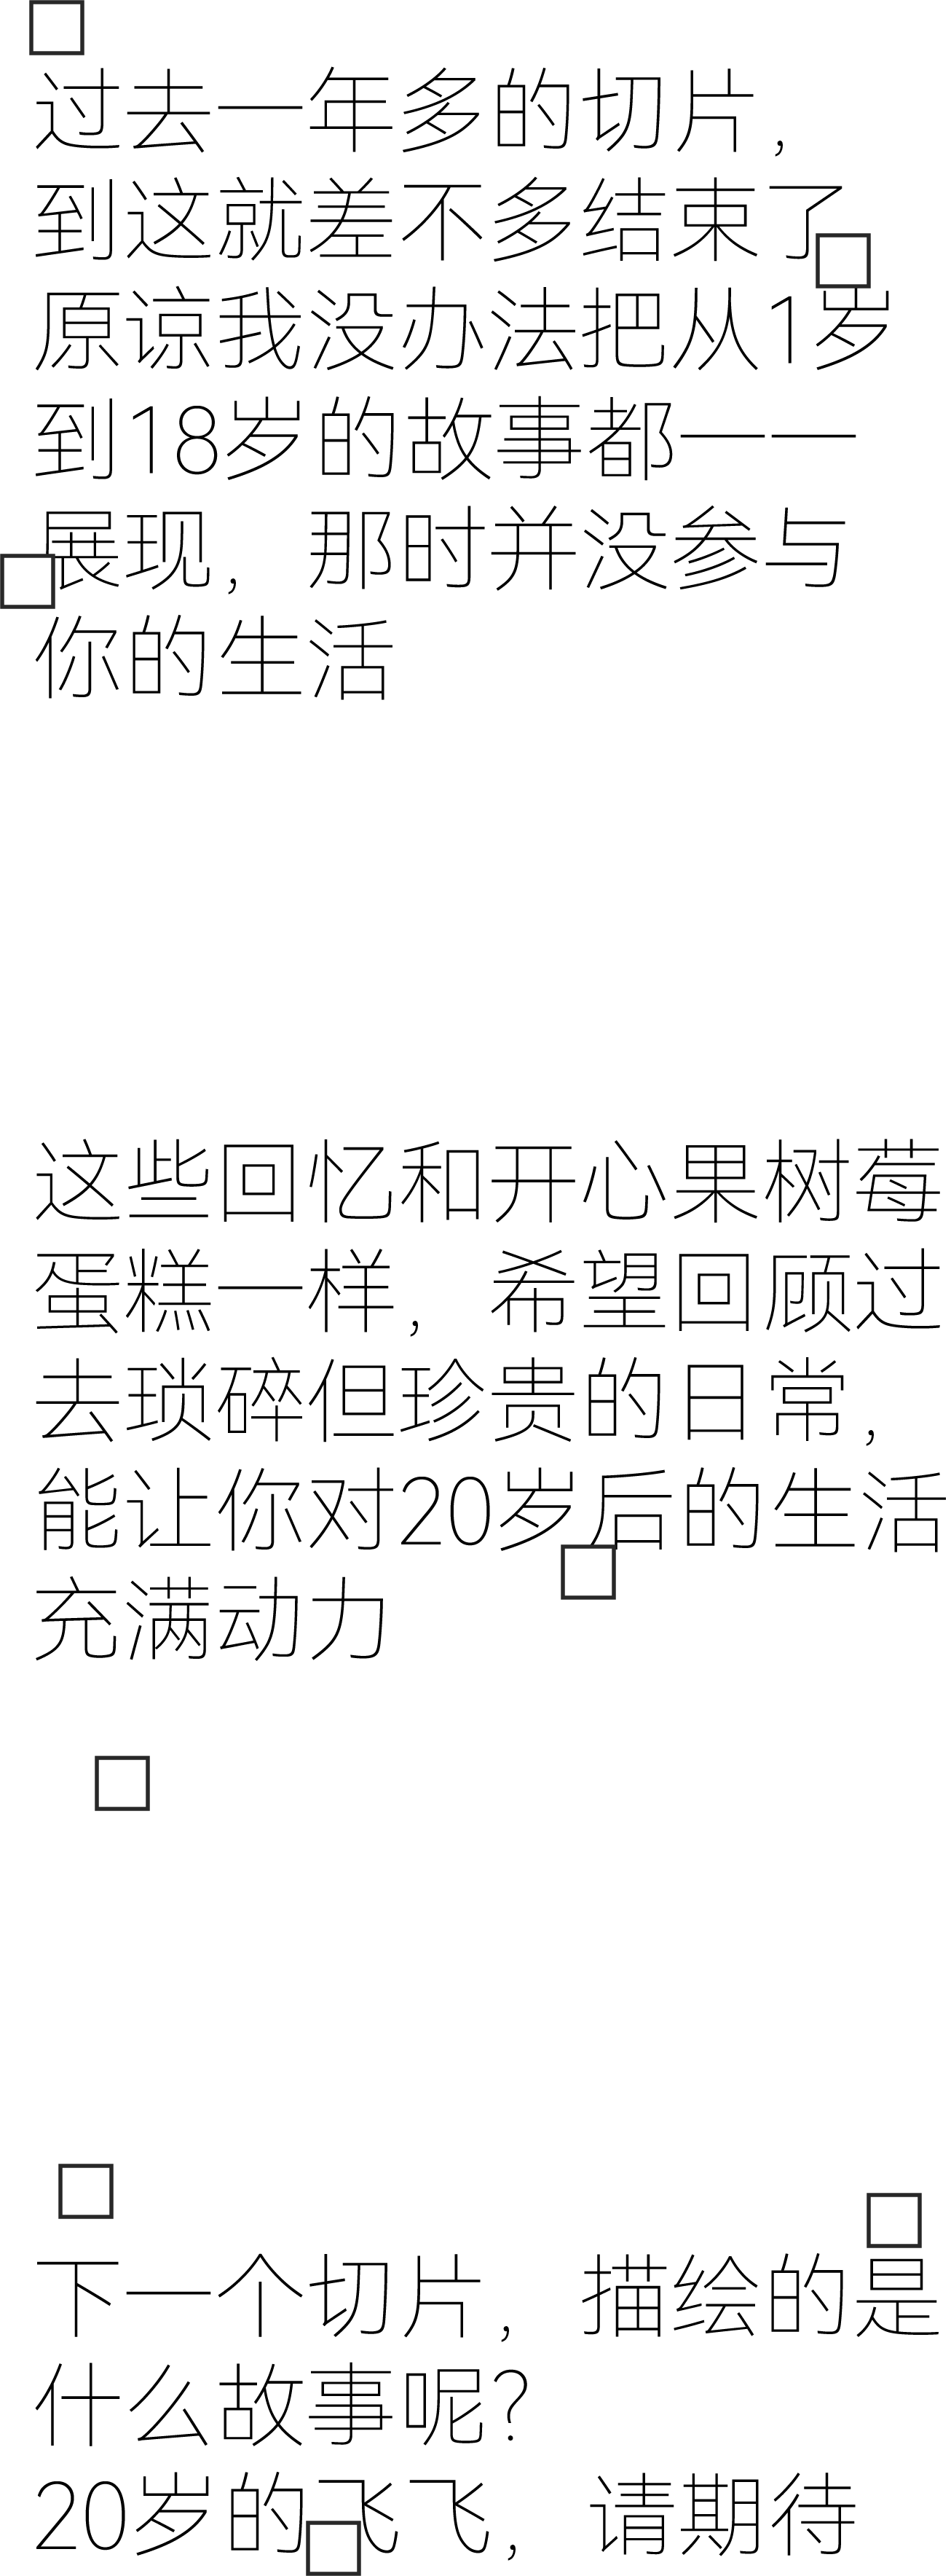 过去一年多的切片，
到这就差不多结束了
原谅我没办法把从1岁
到18岁的故事都一一
展现，那时并没参与
你的生活
这些回忆和开心果树莓
蛋糕一样，希望回顾过
去琐碎但珍贵的日常，
能让你对20岁后的生活
充满动力
下一个切片，描绘的是
什么故事呢？
20岁的飞飞，请期待